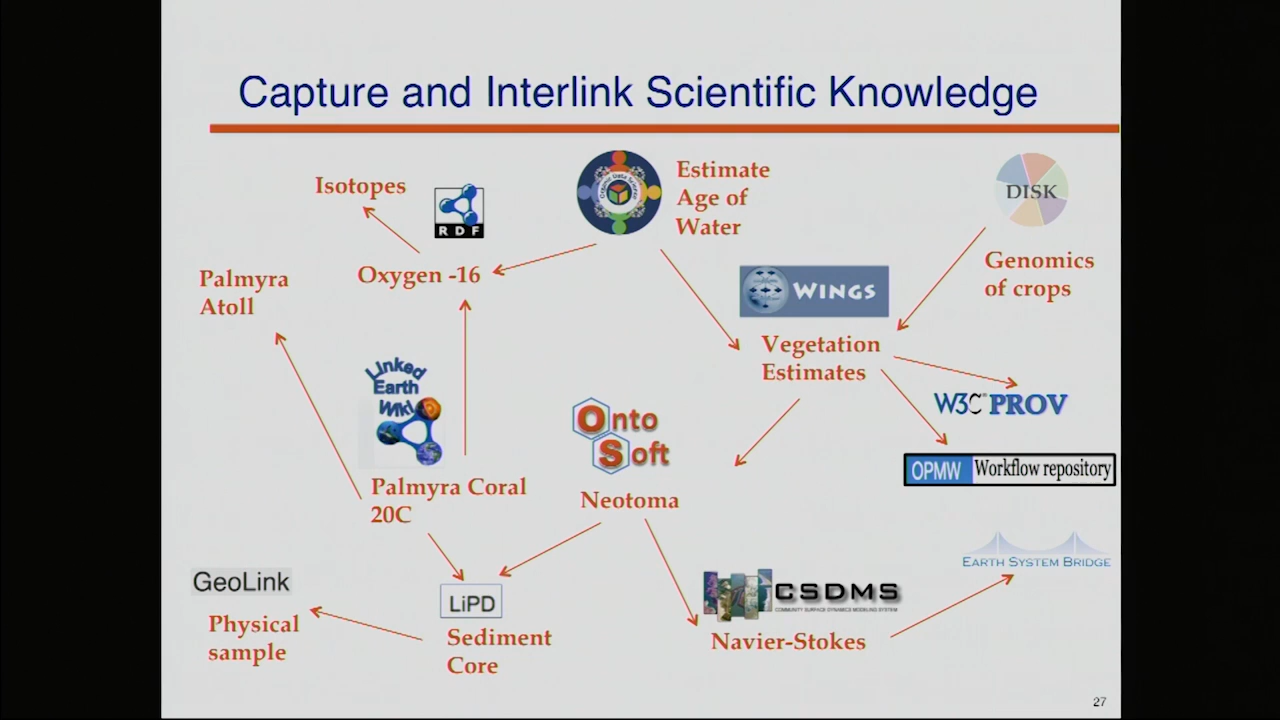 Capture and Interlink Scientific Knowledge
Isotopes
RDF
Estimate
Age of
Water
DISK
Oxygen -16
Palmyra
Atoll
WINGS
Genomics
of crops
Vegetation
Estimates
Linked
Earth
Wiki
W3C PROV
Onto
Soft
OPMW Workflow repository
Palmyra Coral
20C
Neotoma
EARTH SYSTEM BRIDGE
GeoLink
LiPD
CSDMS
COMMUNITY SURFACE DYNAMICS MODELING SYSTEM
Physical
sample
Sediment
Core
Navier-Stokes
27